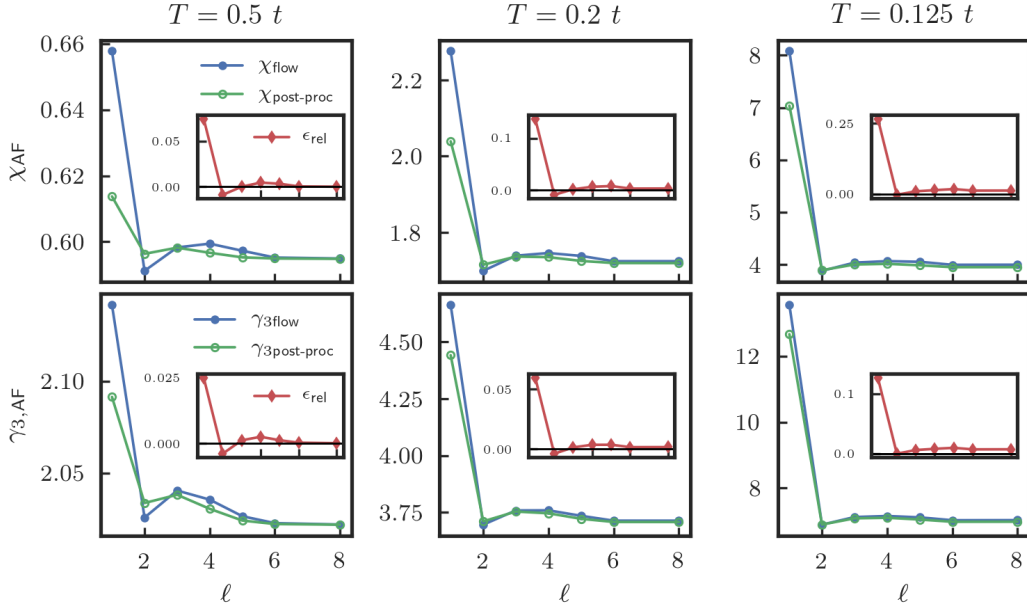 T = 0.5 t
T = 0.2 t
T = 0.125 t
χAF
0.66
0.64
0.62
0.60
χflow
χpost-proc
0.05
0.00
ϵrel
2.2
2.0
1.8
0.1
0.0
8
7
6
5
4
0.25
0.00
γ3,AF
2.10
2.05
γ3flow
γ3post-proc
0.025
0.000
ϵrel
4.50
4.25
4.00
3.75
0.05
0.00
12
10
8
0.1
0.0
2 4 6 8
2 4 6 8
2 4 6 8
ℓ
ℓ
ℓ